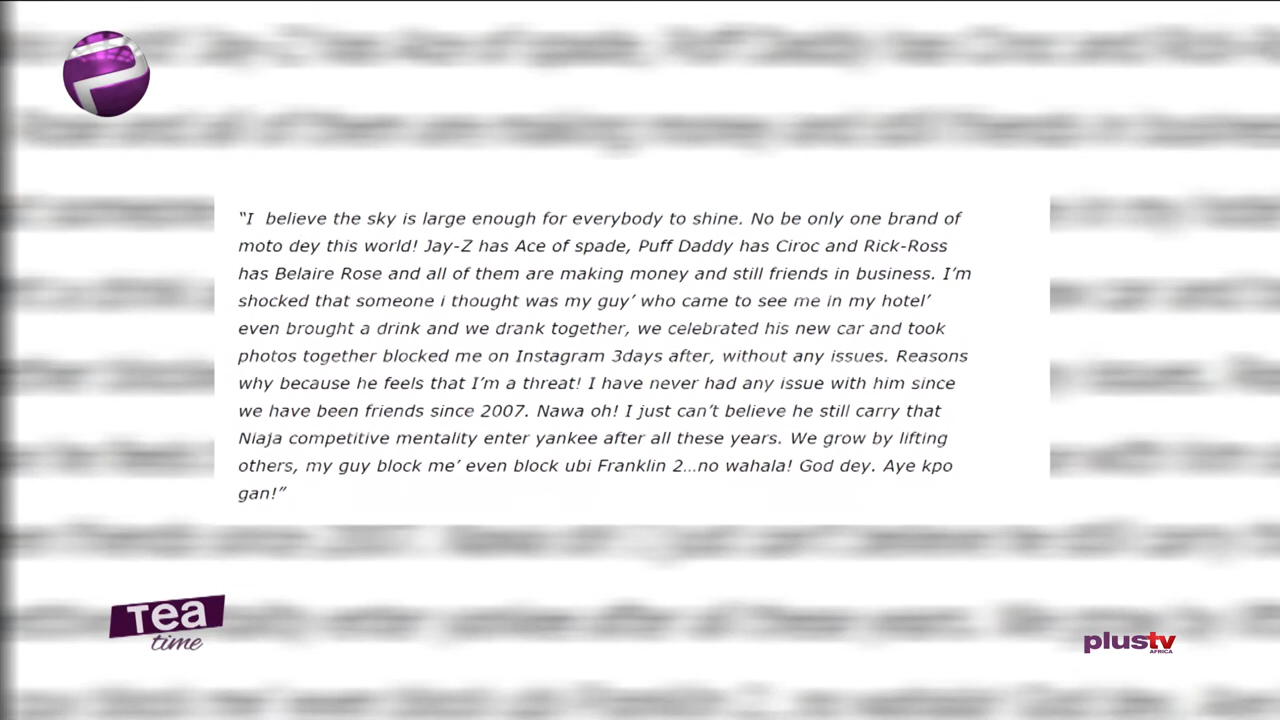 “I believe the sky is large enough for everybody to shine. No be only one brand of
moto dey this world! Jay-Z has Ace of spade, Puff Daddy has Ciroc and Rick-Ross
has Belaire Rose and all of them are making money and still friends in business. I’m
shocked that someone i thought was my guy’ who came to see me in my hotel’
even brought a drink and we drank together, we celebrated his new car and took
photos together blocked me on Instagram 3days after, without any issues. Reasons
why because he feels that I’m a threat! I have never had any issue with him since
we have been friends since 2007. Nawa oh! I just can’t believe he still carry that
Niaja competitive mentality enter yankee after all these years. We grow by lifting
others, my guy block me’ even block ubi Franklin 2...no wahala! God dey. Aye kpo
gan!”
Tea
time
plustv
AFRICA